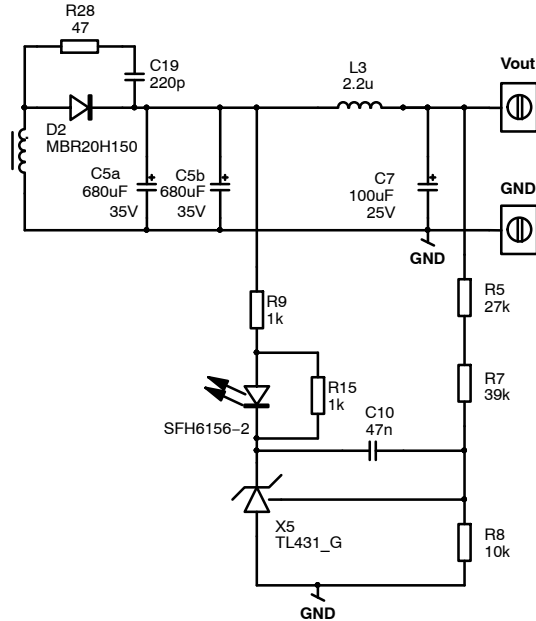 R28
47
C19
220p
L3
2.2u
Vout
D2
MBR20H150
C5a
680uF
35V
C5b
680uF
35V
C7
100uF
25V
GND
GND
R9
1k
R5
27k
R15
1k
R7
39k
SFH6156-2
C10
47n
X5
TL431_G
R8
10k
GND